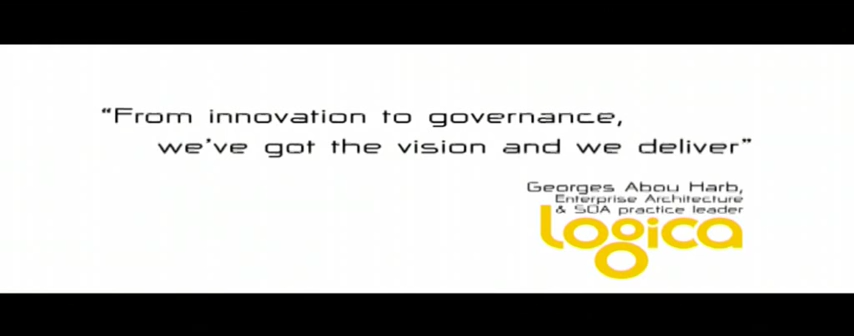 “From innovation to governance,
we've got the vision and we deliver”
Georges Abou Harb,
Enterprise Architecture
& SOA practice leader
logica